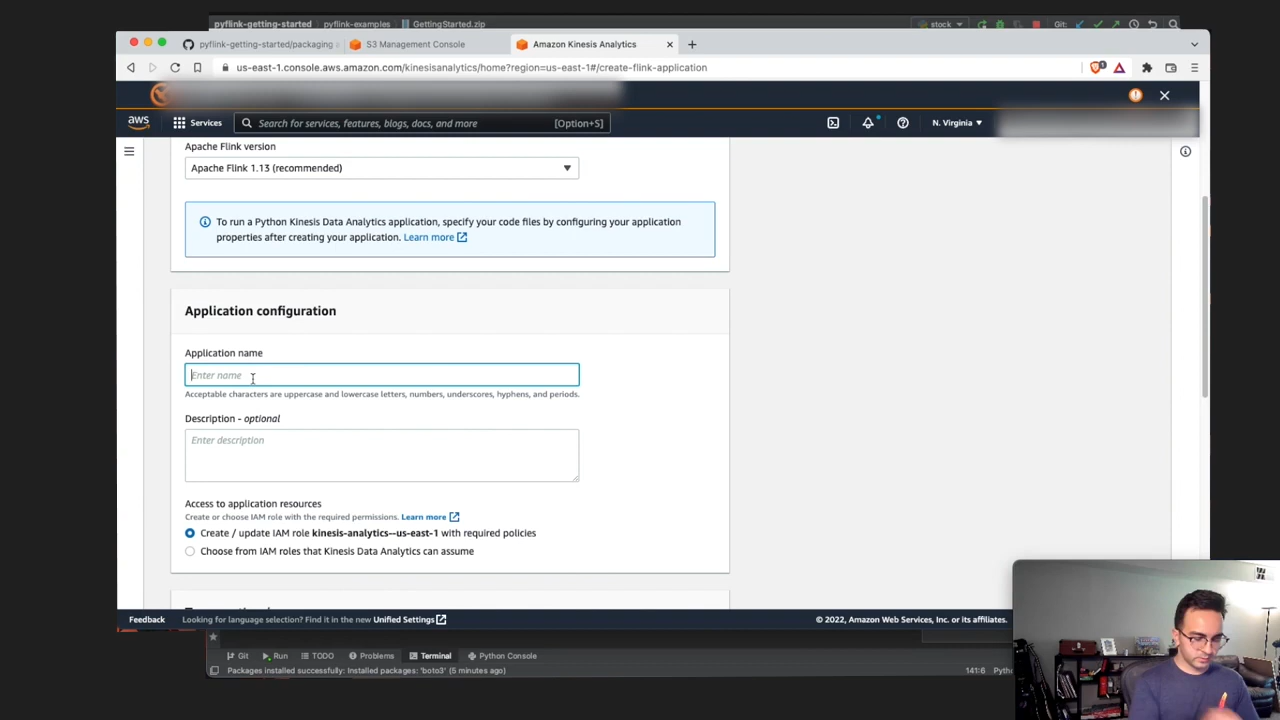 pyflink-getting-started pyflink-examples GettingStarted.zip stock Git:
pyflink-getting-started/packaging S3 Management Console Amazon Kinesis Analytics
us-east-1.console.aws.amazon.com/kinesisanalytics/home?region=us-east-1#/create-flink-application
aws Services Search for services, features, blogs, docs, and more [Option+S] N. Virginia
Apache Flink version
Apache Flink 1.13 (recommended)
To run a Python Kinesis Data Analytics application, specify your code files by configuring your application
properties after creating your application. Learn more
Application configuration
Application name
Enter name
Acceptable characters are uppercase and lowercase letters, numbers, underscores, hyphens, and periods.
Description - optional
Enter description
Access to application resources
Create or choose IAM role with the required permissions. Learn more
Create / update IAM role kinesis-analytics--us-east-1 with required policies
Choose from IAM roles that Kinesis Data Analytics can assume
Feedback Looking for language selection? Find it in the new Unified Settings © 2022, Amazon Web Services, Inc. or its affiliates.
Git Run TODO Problems Terminal Python Console
Packages installed successfully: Installed packages: 'boto3' (5 minutes ago) 141:6